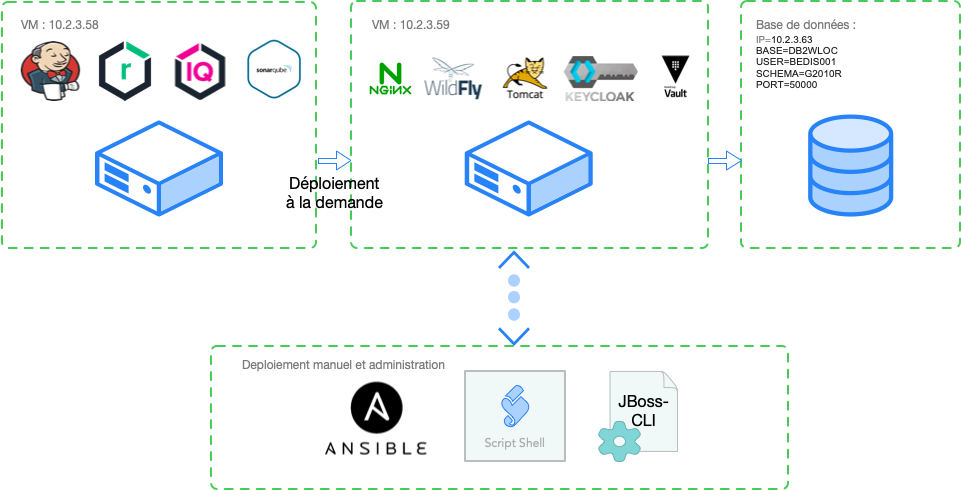 VM : 10.2.3.58
r
IQ
sonarqube
Déploiement
à la demande
VM : 10.2.3.59
NGINX
WildFly
Tomcat
KEYCLOAK
Vault
Base de données :
IP=10.2.3.63
BASE=DB2WLOC
USER=BEDIS001
SCHEMA=G2010R
PORT=50000
Deploiement manuel et administration
ANSIBLE
Script Shell
JBoss-
CLI